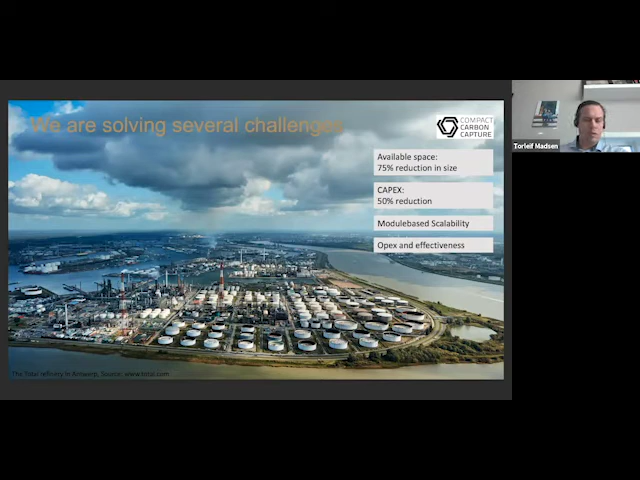 We are solving several challenges
COMPACT
CARBON
CAPTURE
Available space:
75% reduction in size
CAPEX:
50% reduction
Modulebased Scalability
Opex and effectiveness
The Total refinery in Antwerp, Source: www.total.com
Torleif Madsen